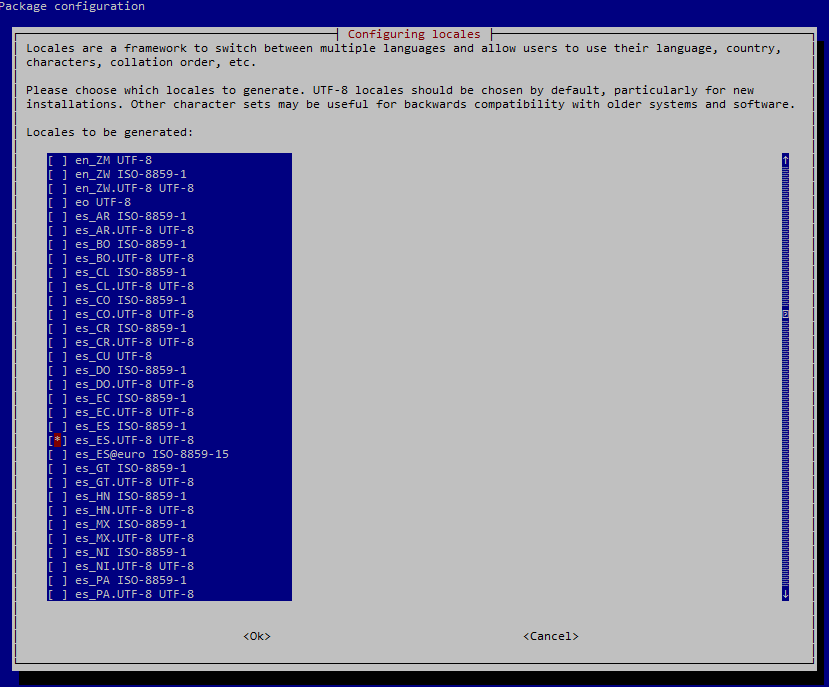 Package configuration
Configuring locales
Locales are a framework to switch between multiple languages and allow users to use their language, country,
characters, collation order, etc.
Please choose which locales to generate. UTF-8 locales should be chosen by default, particularly for new
installations. Other character sets may be useful for backwards compatibility with older systems and software.
Locales to be generated:
[ ] en_ZM UTF-8
[ ] en_ZW ISO-8859-1
[ ] en_ZW.UTF-8 UTF-8
[ ] eo UTF-8
[ ] es_AR ISO-8859-1
[ ] es_AR.UTF-8 UTF-8
[ ] es_BO ISO-8859-1
[ ] es_BO.UTF-8 UTF-8
[ ] es_CL ISO-8859-1
[ ] es_CL.UTF-8 UTF-8
[ ] es_CO ISO-8859-1
[ ] es_CO.UTF-8 UTF-8
[ ] es_CR ISO-8859-1
[ ] es_CR.UTF-8 UTF-8
[ ] es_CU UTF-8
[ ] es_DO ISO-8859-1
[ ] es_DO.UTF-8 UTF-8
[ ] es_EC ISO-8859-1
[ ] es_EC.UTF-8 UTF-8
[ ] es_ES ISO-8859-1
[*] es_ES.UTF-8 UTF-8
[ ] es_ES@euro ISO-8859-15
[ ] es_GT ISO-8859-1
[ ] es_GT.UTF-8 UTF-8
[ ] es_HN ISO-8859-1
[ ] es_HN.UTF-8 UTF-8
[ ] es_MX ISO-8859-1
[ ] es_MX.UTF-8 UTF-8
[ ] es_NI ISO-8859-1
[ ] es_NI.UTF-8 UTF-8
[ ] es_PA ISO-8859-1
[ ] es_PA.UTF-8 UTF-8
<Ok> <Cancel>